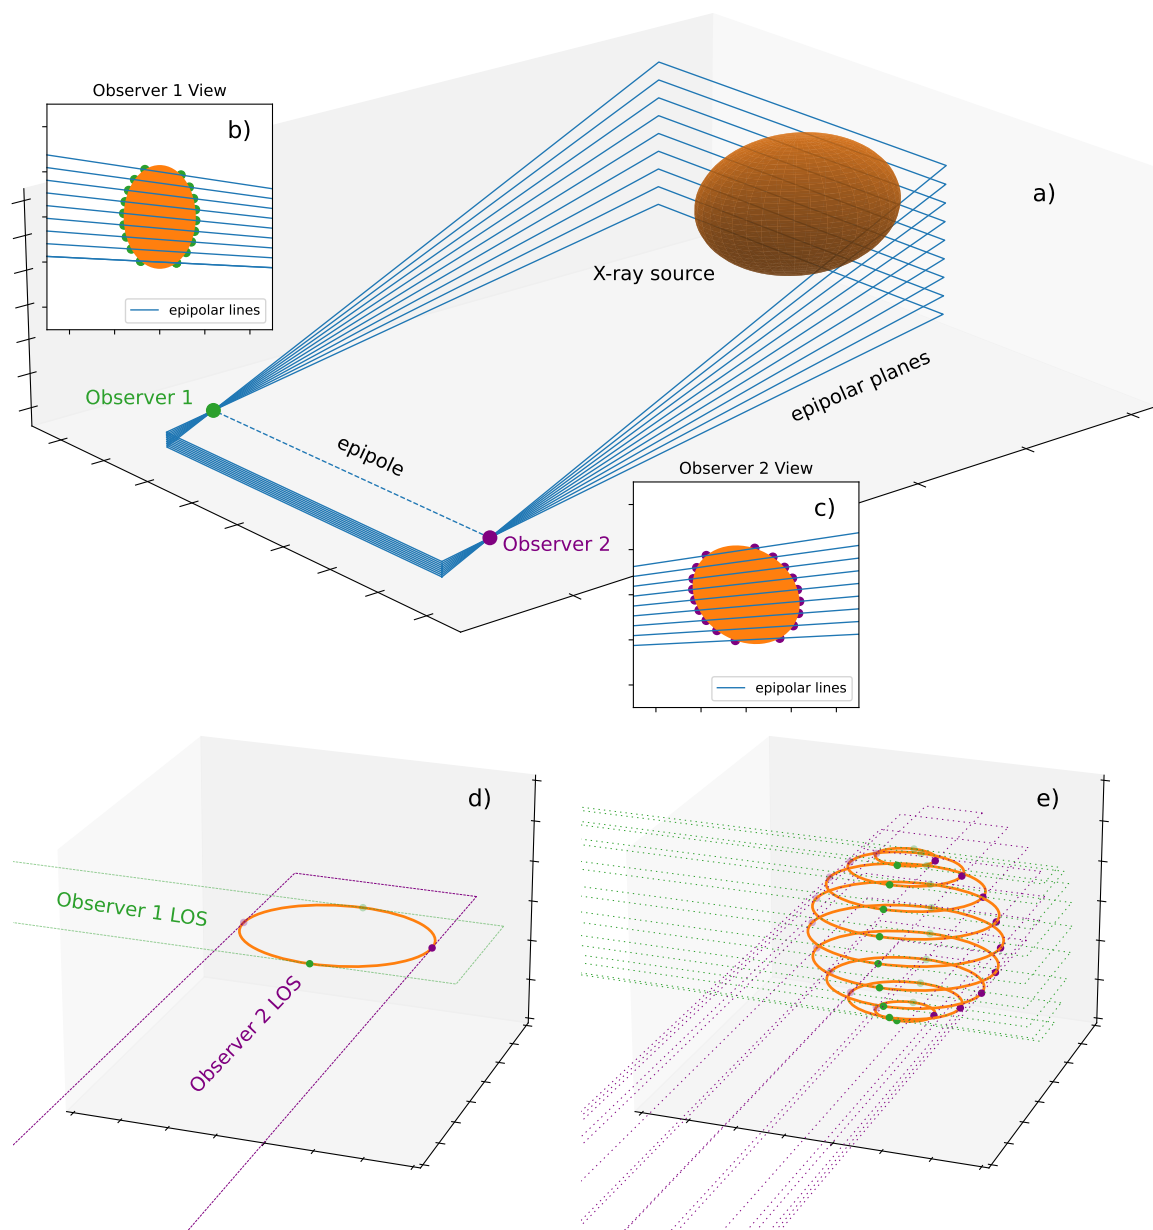 Observer 1 View
b)
epipolar lines
a)
X-ray source
epipolar planes
Observer 1
epipole
Observer 2
Observer 2 View
c)
epipolar lines
d)
Observer 1 LOS
Observer 2 LOS
e)